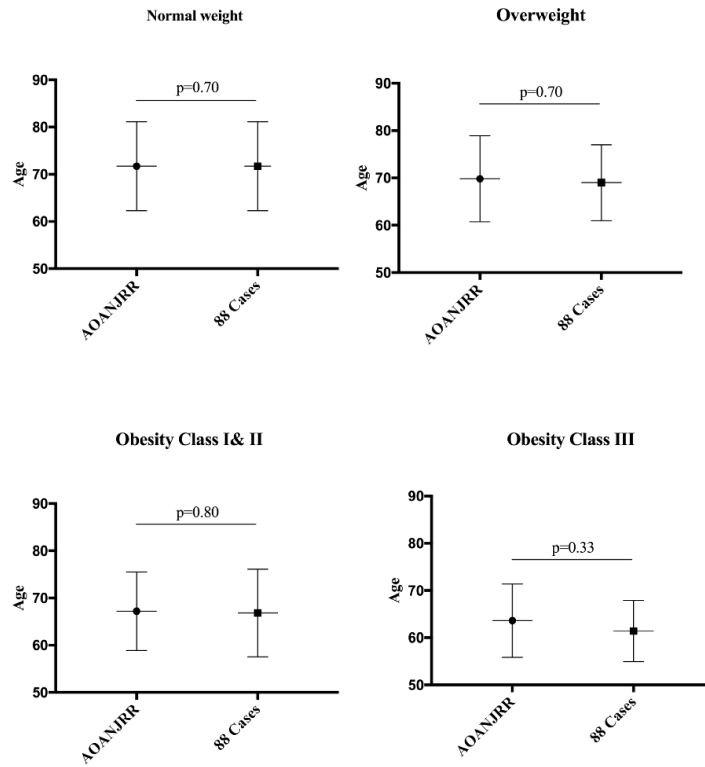 Normal weight
90
80
70
60
50
Age
p=0.70
AOANJRR
88 Cases
Overweight
90
80
70
60
50
Age
p=0.70
AOANJRR
88 Cases
Obesity Class I& II
90
80
70
60
50
Age
p=0.80
AOANJRR
88 Cases
Obesity Class III
90
80
70
60
50
Age
p=0.33
AOANJRR
88 Cases